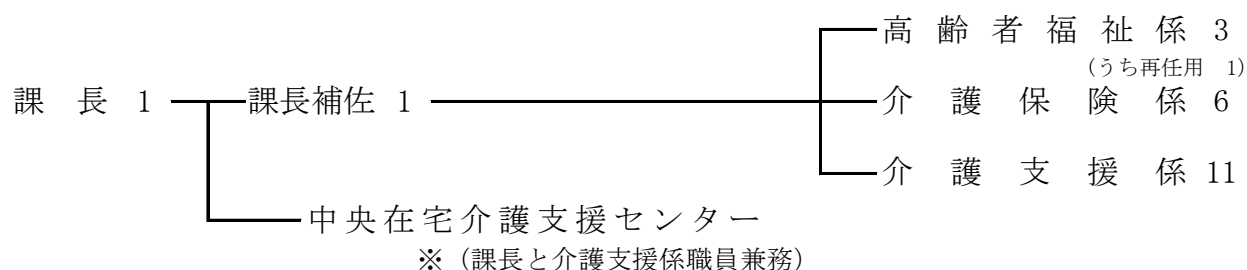 高齢者福祉係 3
(うち再任用 1)
課長 1
課長補佐 1
介護保険係 6
介護支援係 11
中央在宅介護支援センター
※（課長と介護支援係職員兼務）